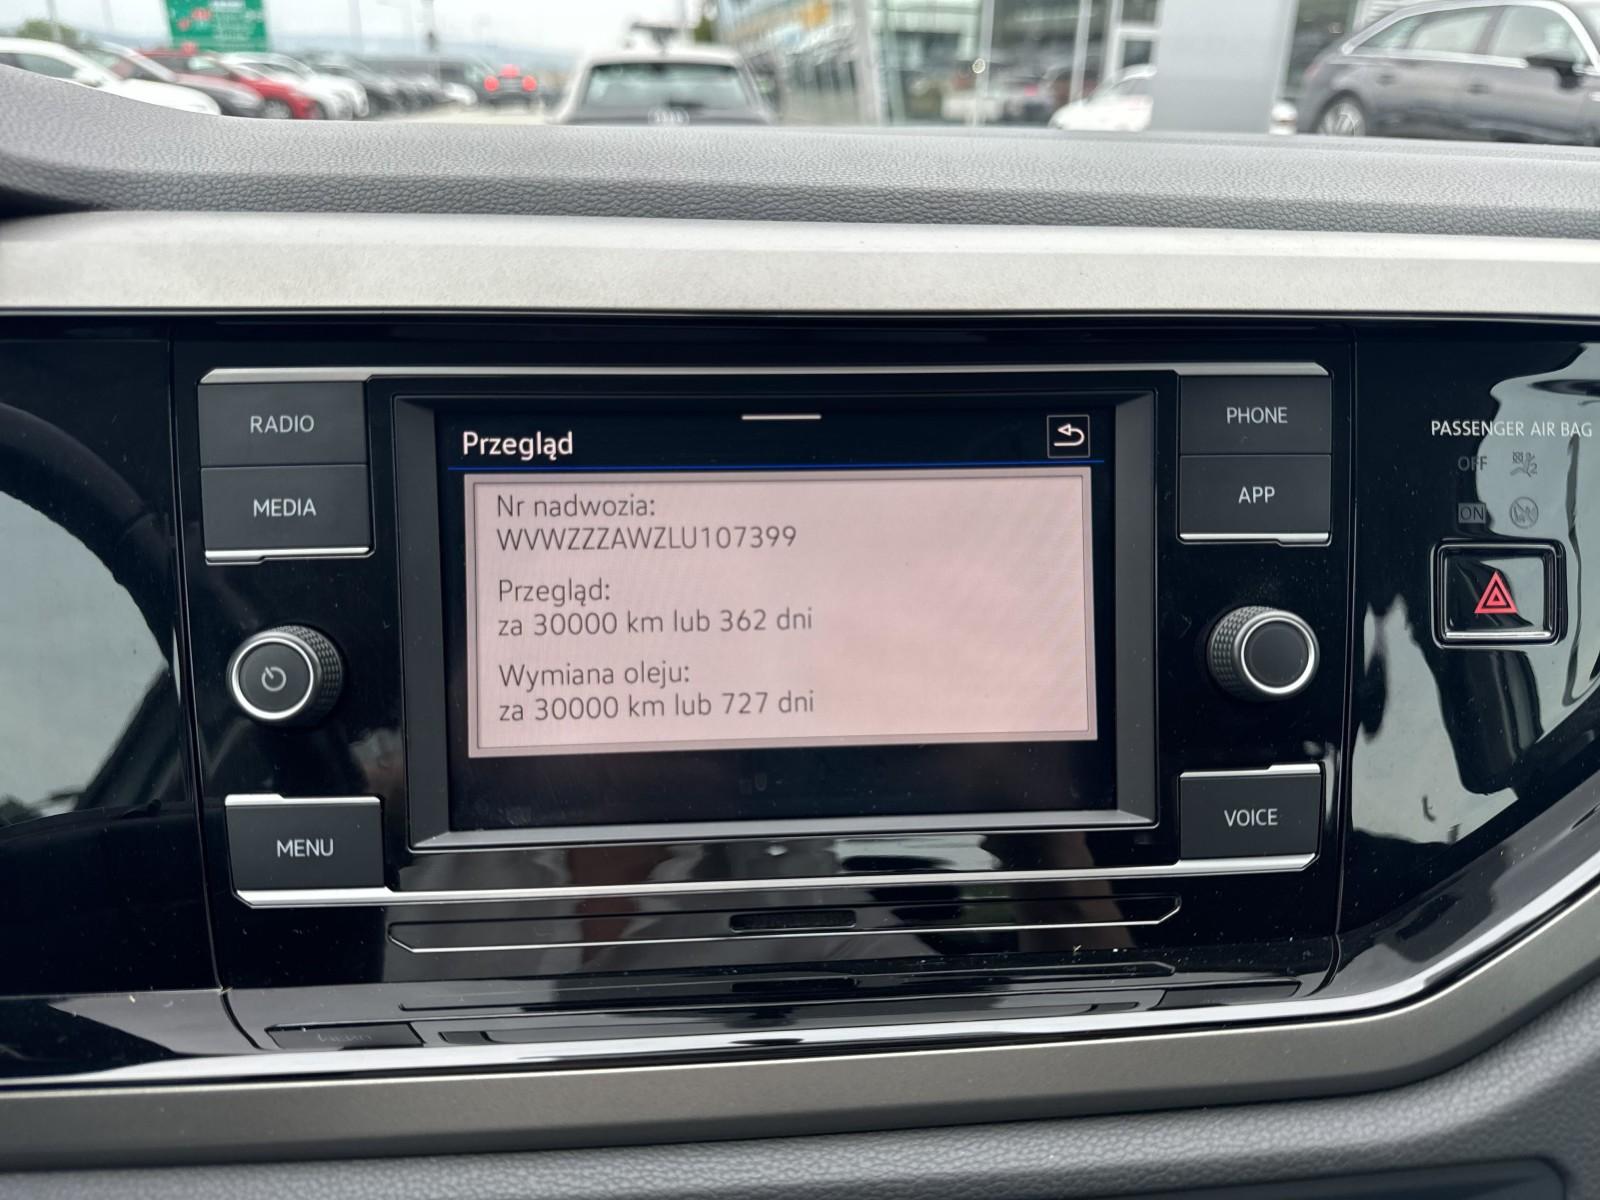 RADIO
MEDIA
MENU
Przegląd
Nr nadwozia:
WVWZZZAWZLU107399
Przegląd:
za 30000 km lub 362 dni
Wymiana oleju:
za 30000 km lub 727 dni
PHONE
APP
VOICE
PASSENGER AIR BAG
OFF
ON